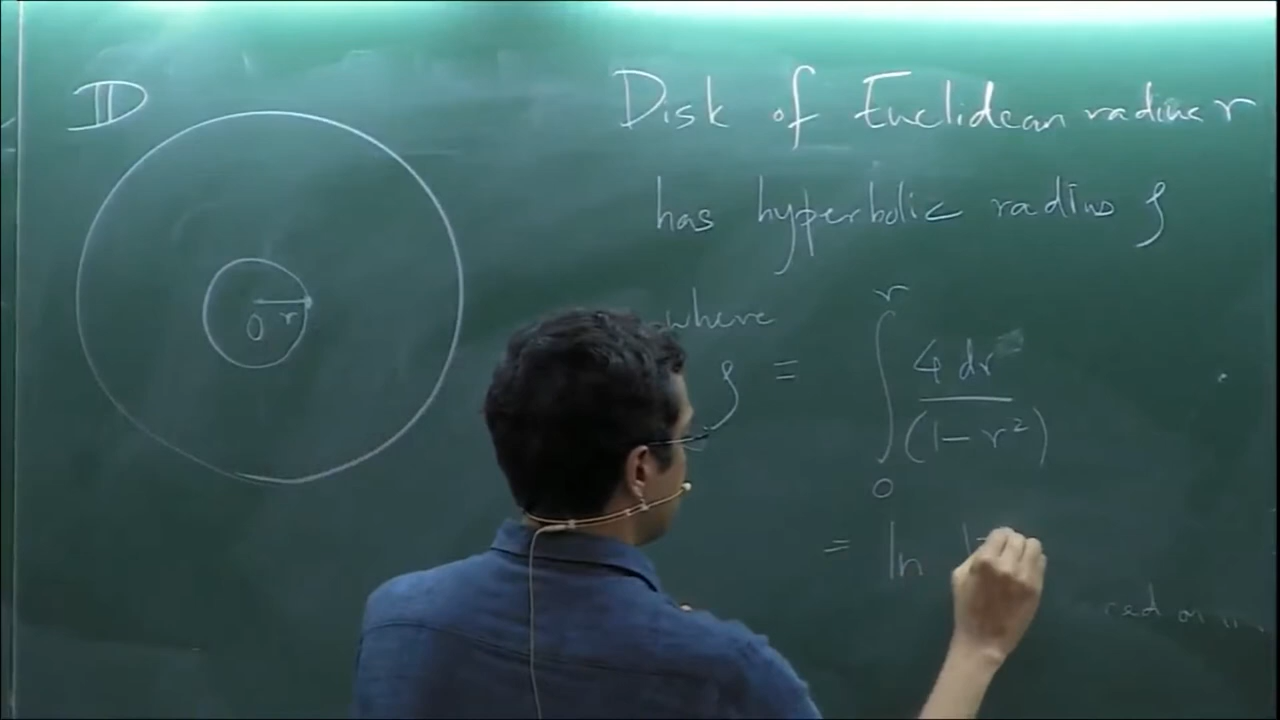 𝔻
Disk of Euclidean radius r
has hyperbolic radius ρ
where
ρ = ∫₀ʳ 4 dr / (1 - r²)
= ln
0 r